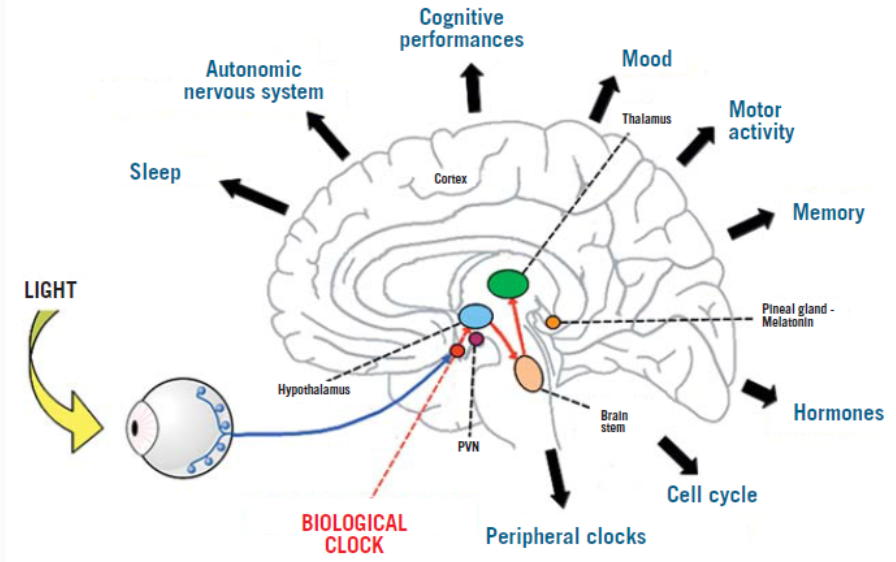 Cognitive
performances
Autonomic
nervous system
Mood
Thalamus
Motor
activity
Sleep
Cortex
Memory
LIGHT
Pineal gland -
Melatonin
Hypothalamus
Hormones
Brain
stem
PVN
Cell cycle
BIOLOGICAL
CLOCK
Peripheral clocks